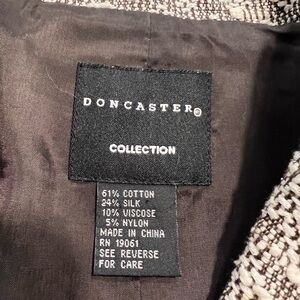 DONCASTER®
COLLECTION
61% COTTON
24% SILK
10% VISCOSE
5% NYLON
MADE IN CHINA
RN 19061
SEE REVERSE
FOR CARE